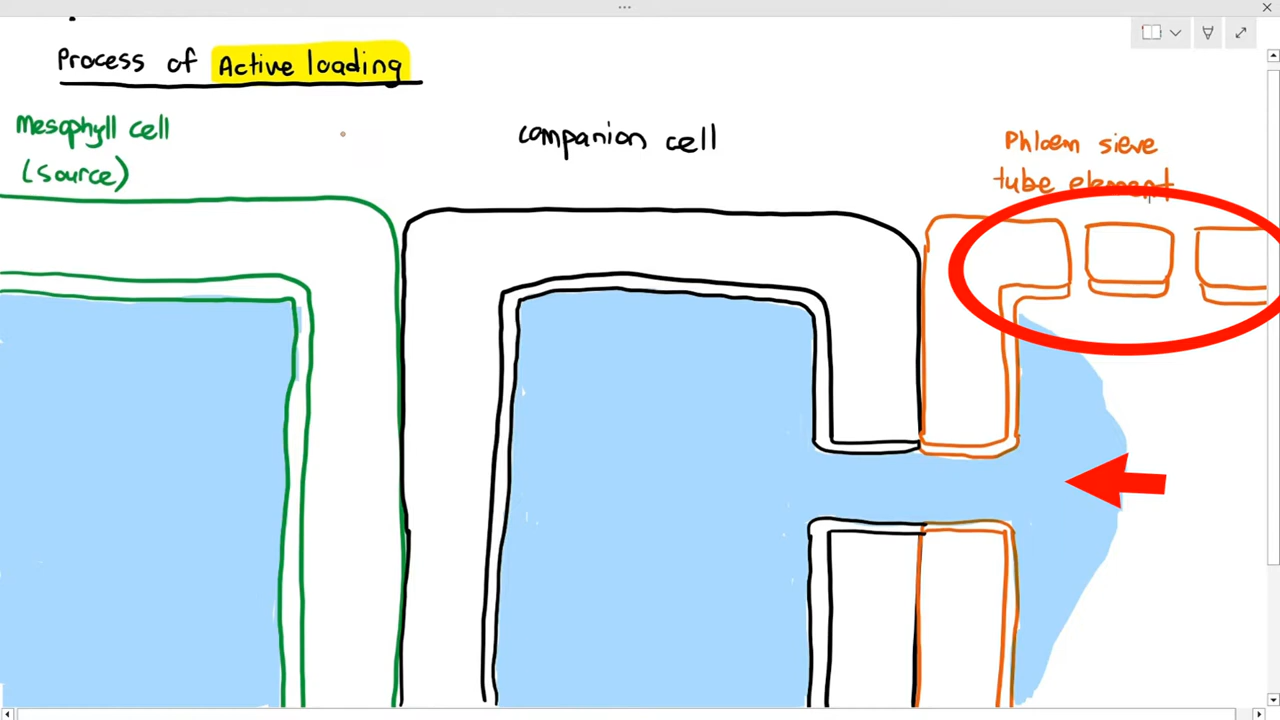 Process of Active loading
Mesophyll cell
(source)
companion cell
Phloem sieve
tube element